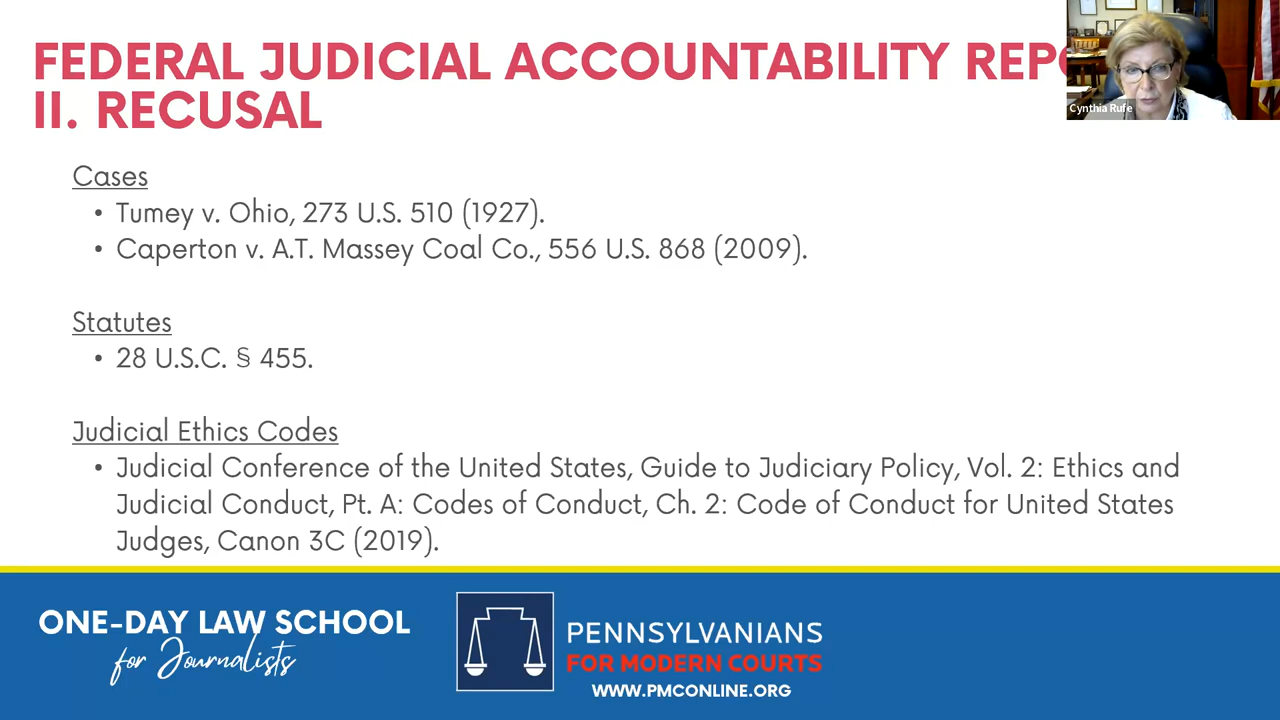 FEDERAL JUDICIAL ACCOUNTABILITY
II. RECUSAL
Cynthia Rufe
Cases
• Tumey v. Ohio, 273 U.S. 510 (1927).
• Caperton v. A.T. Massey Coal Co., 556 U.S. 868 (2009).
Statutes
• 28 U.S.C. § 455.
Judicial Ethics Codes
• Judicial Conference of the United States, Guide to Judiciary Policy, Vol. 2: Ethics and
Judicial Conduct, Pt. A: Codes of Conduct, Ch. 2: Code of Conduct for United States
Judges, Canon 3C (2019).
ONE-DAY LAW SCHOOL
for Journalists
PENNSYLVANIANS
FOR MODERN COURTS
WWW.PMCONLINE.ORG